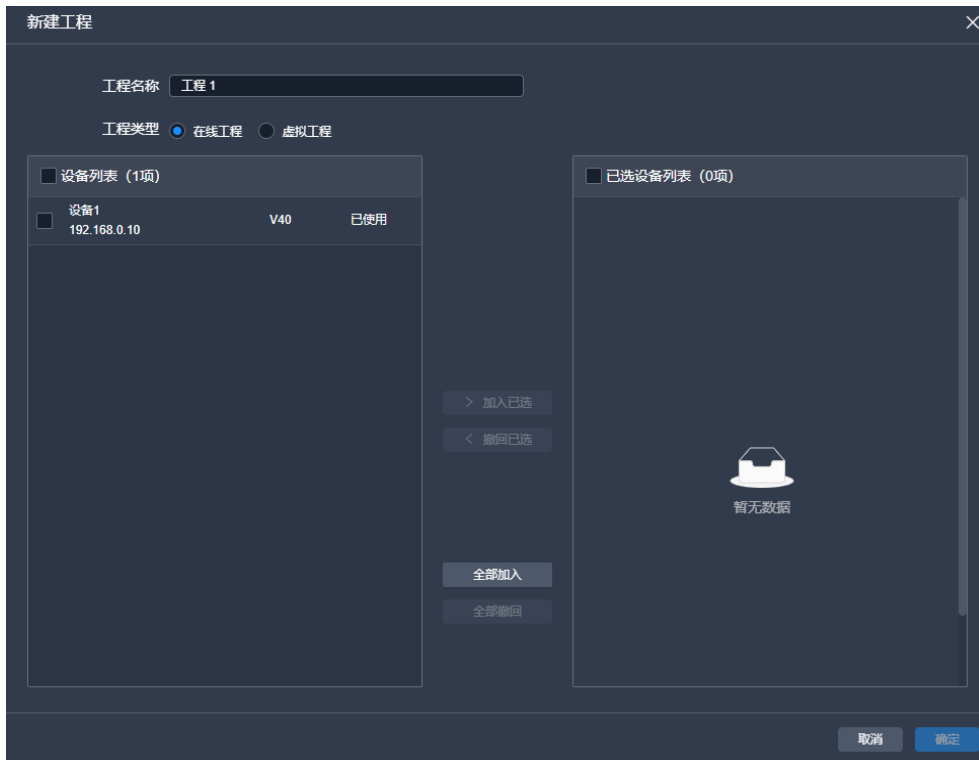 新建工程
工程名称 工程 1
工程类型 在线工程 虚拟工程
设备列表（1项）
已选设备列表（0项）
设备1
192.168.0.10
V40
已使用
> 加入已选
< 撤回已选
暂无数据
全部加入
全部撤回
取消
确定